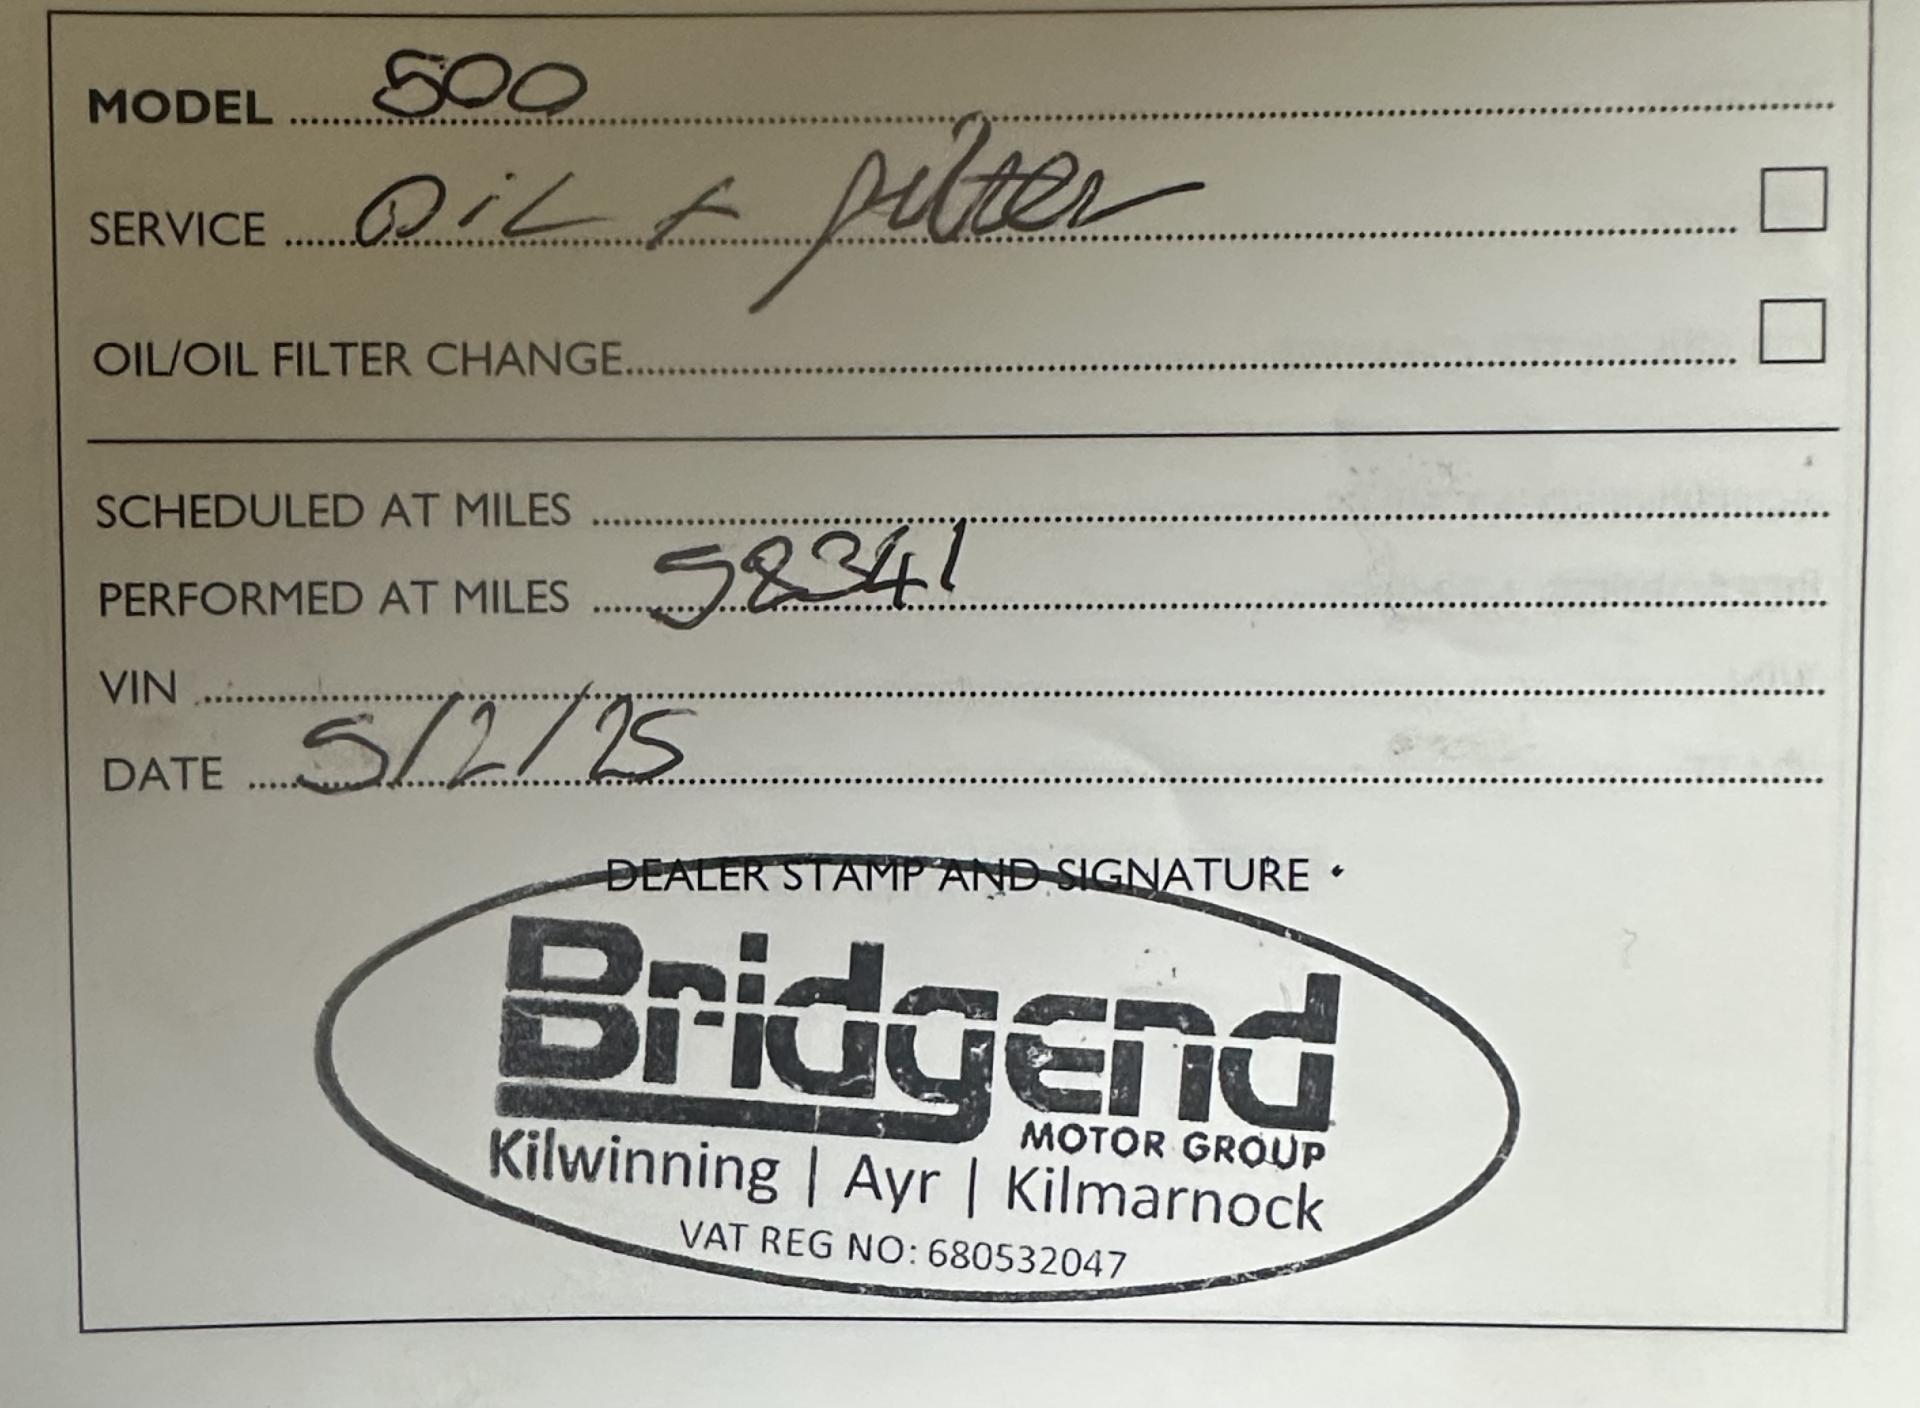 MODEL 500
SERVICE OiL + filter
OIL/OIL FILTER CHANGE
SCHEDULED AT MILES
PERFORMED AT MILES 58341
VIN
DATE 5/2/25
DEALER STAMP AND SIGNATURE
Bridgend
MOTOR GROUP
Kilwinning | Ayr | Kilmarnock
VAT REG NO: 680532047